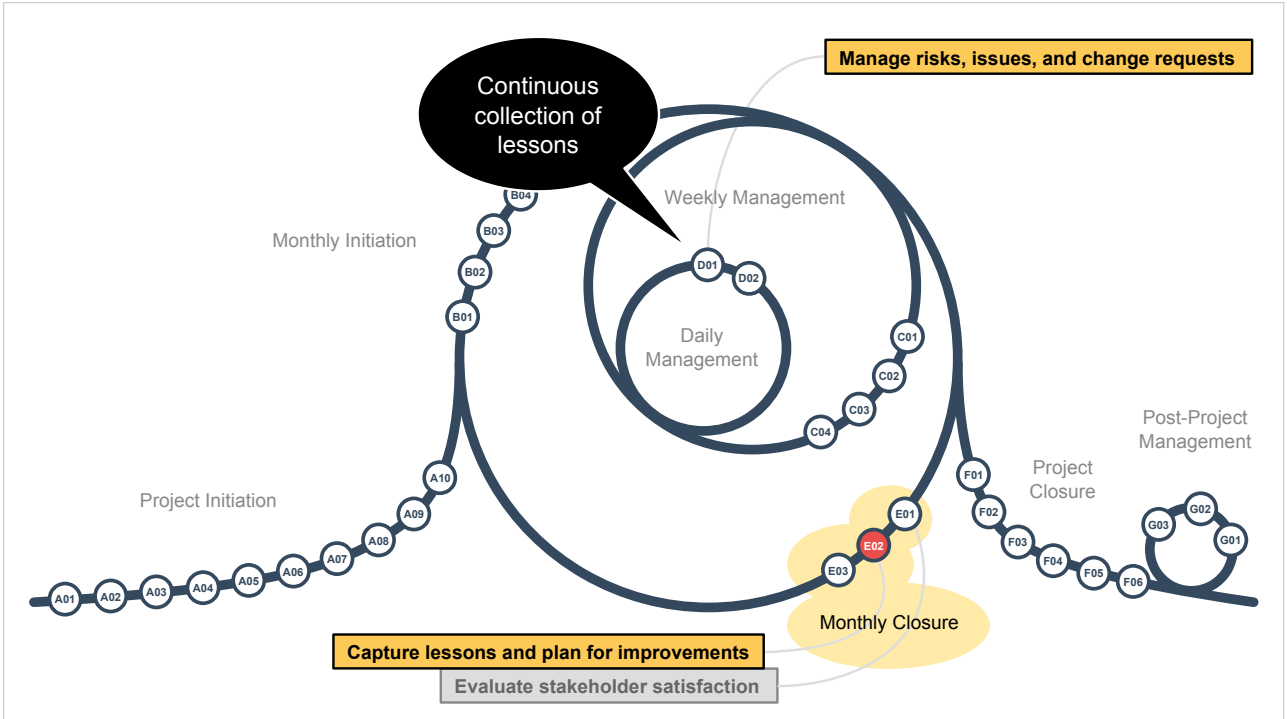 Manage risks, issues, and change requests
Continuous
collection of
lessons
B04
B03
B02
B01
Monthly Initiation
Weekly Management
D01
D02
Daily
Management
C01
C02
C03
C04
Post-Project
Management
Project
Closure
Project Initiation
A01
A02
A03
A04
A05
A06
A07
A08
A09
A10
E01
E02
E03
Monthly Closure
F01
F02
F03
F04
F05
F06
G03
G02
G01
Capture lessons and plan for improvements
Evaluate stakeholder satisfaction